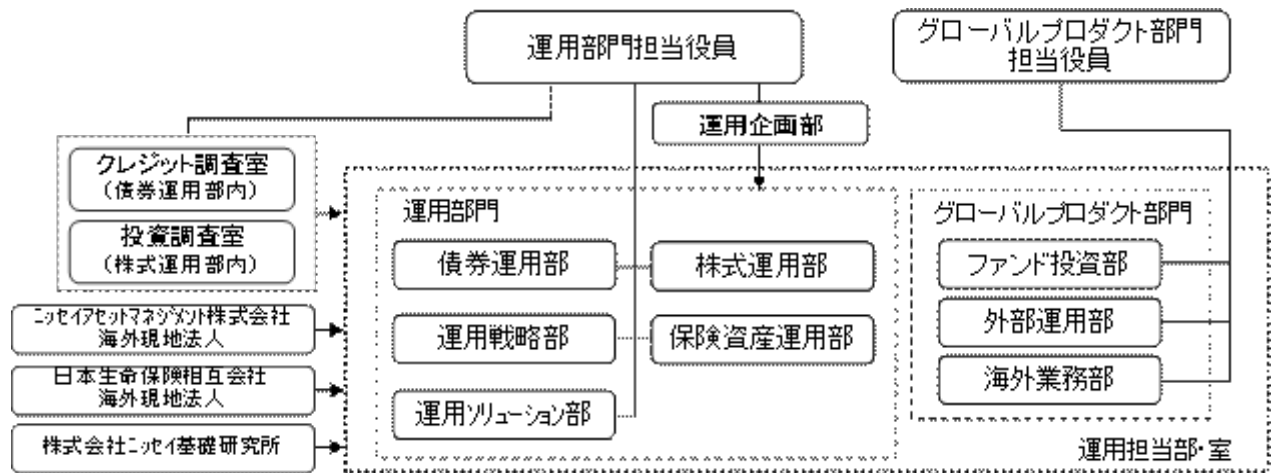 運用部門担当役員
グローバルプロダクト部門
担当役員
運用企画部
クレジット調査室
(債券運用部内)
投資調査室
(株式運用部内)
ニッセイアセットマネジメント株式会社
海外現地法人
日本生命保険相互会社
海外現地法人
株式会社ニッセイ基礎研究所
運用部門
債券運用部
株式運用部
運用戦略部
保険資産運用部
運用ソリューション部
グローバルプロダクト部門
ファンド投資部
外部運用部
海外業務部
運用担当部・室